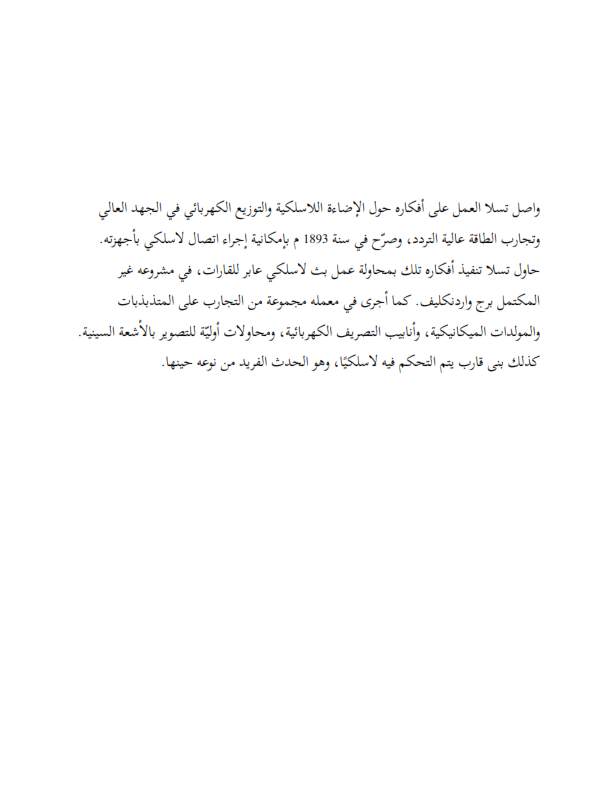 واصل تسلا العمل على أفكاره حول الإضاءة اللاسلكية والتوزيع الكهربائي في الجهد العالي
وتجارب الطاقة عالية التردد، وصرّح في سنة 1893 م بإمكانية إجراء اتصال لاسلكي بأجهزته.
حاول تسلا تنفيذ أفكاره تلك بمحاولة عمل بث لاسلكي عابر للقارات، في مشروعه غير
المكتمل برج واردنكليف. كما أجرى في معمله مجموعة من التجارب على المتذبذبات
والمولدات الميكانيكية، وأنابيب التصريف الكهربائية، ومحاولات أوليّة للتصوير بالأشعة السينية.
كذلك بنى قارب يتم التحكم فيه لاسلكيًا، وهو الحدث الفريد من نوعه حينها.